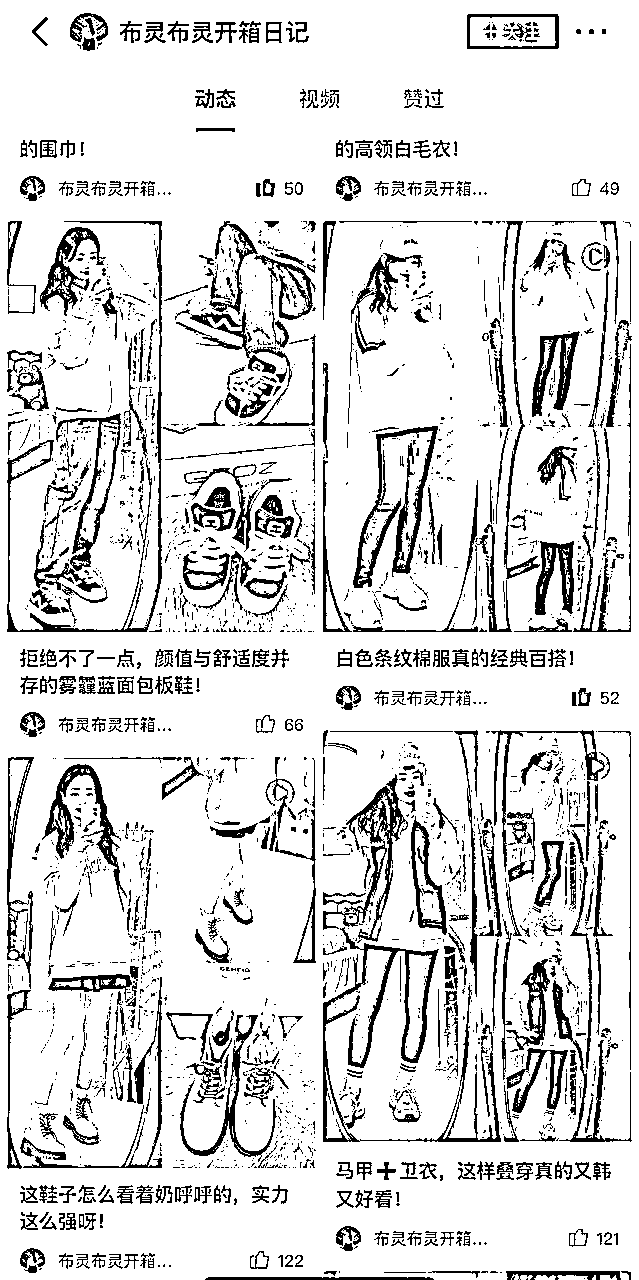 布灵布灵开箱日记
+关注
动态
视频
赞过
的围巾!
布灵布灵开箱...
50
的高领白毛衣!
布灵布灵开箱...
49
拒绝不了一点,颜值与舒适度并
存的雾霾蓝面包板鞋!
布灵布灵开箱...
66
白色条纹棉服真的经典百搭!
布灵布灵开箱...
52
这鞋子怎么看着奶呼呼的,实力
这么强呀!
布灵布灵开箱...
122
马甲➕卫衣,这样叠穿真的又韩
又好看!
布灵布灵开箱...
121